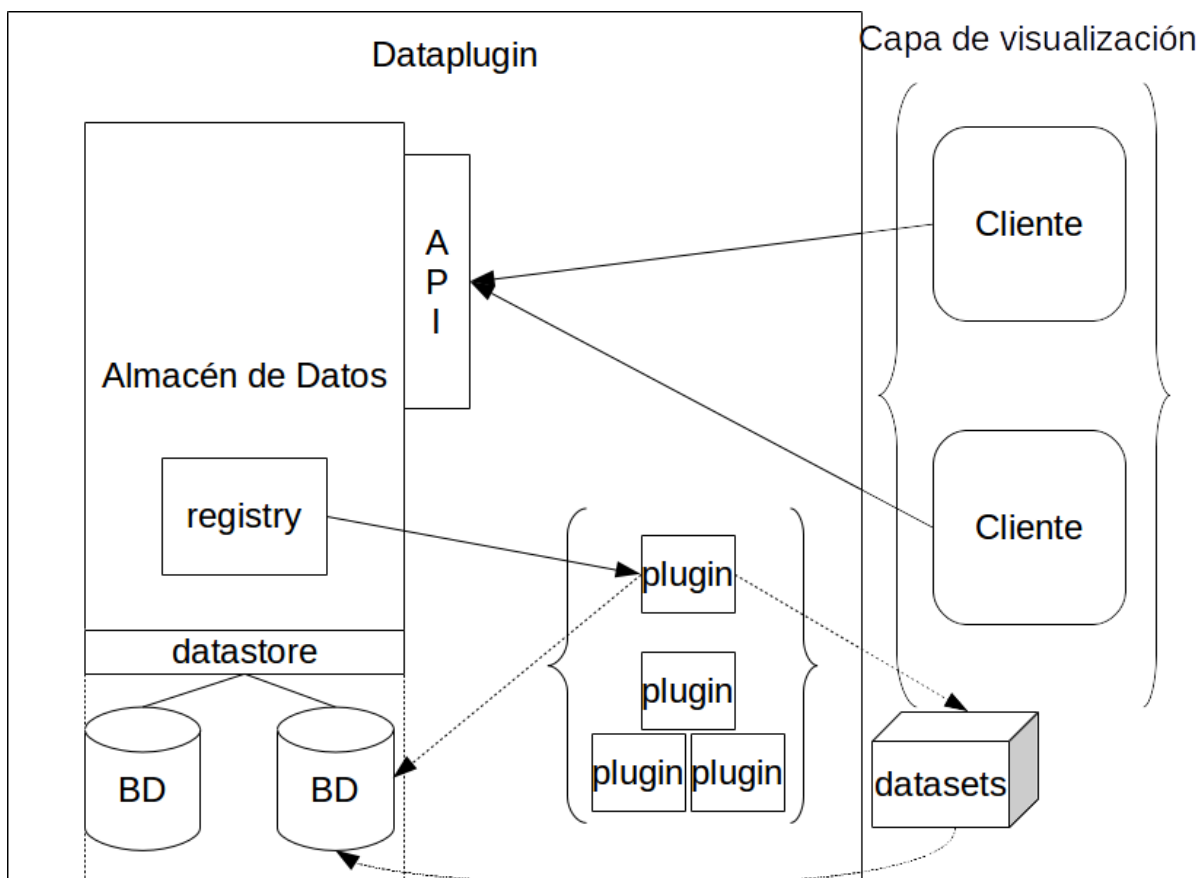 Dataplugin
Capa de visualización
A
P
I
Cliente
Almacén de Datos
registry
Cliente
plugin
datastore
plugin
plugin
plugin
BD
BD
datasets